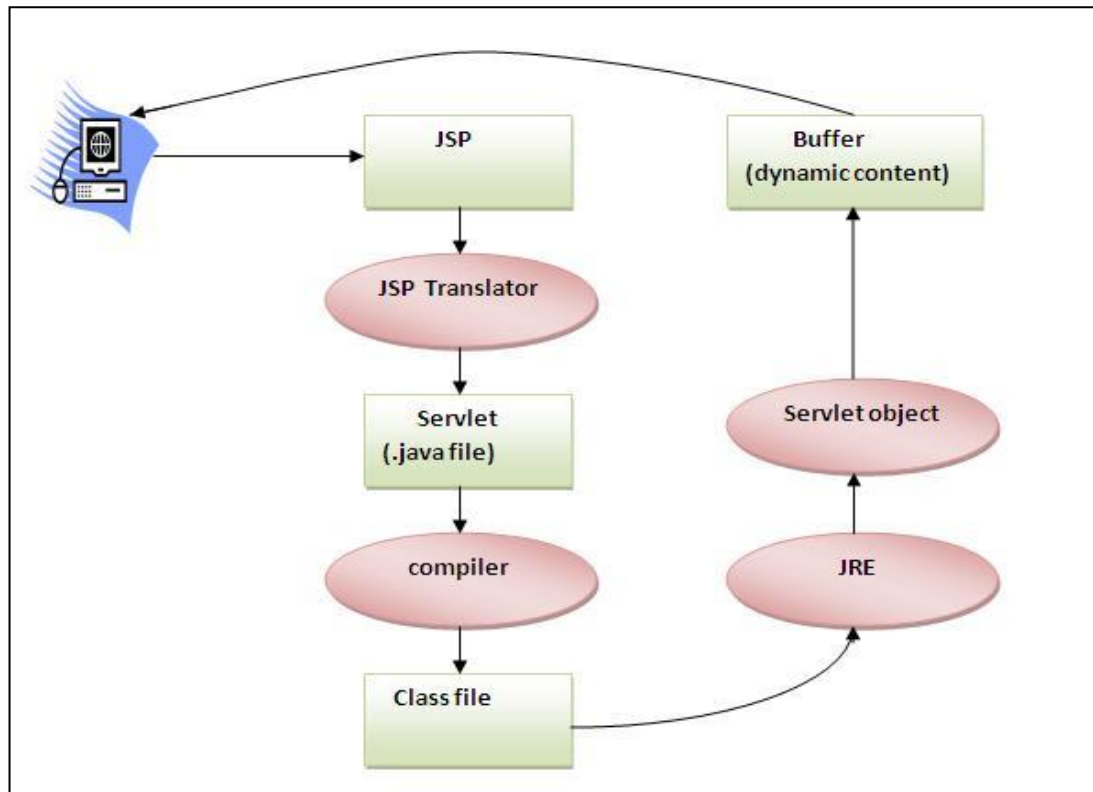 JSP
JSP Translator
Servlet
(.java file)
compiler
Class file
JRE
Servlet object
Buffer
(dynamic content)